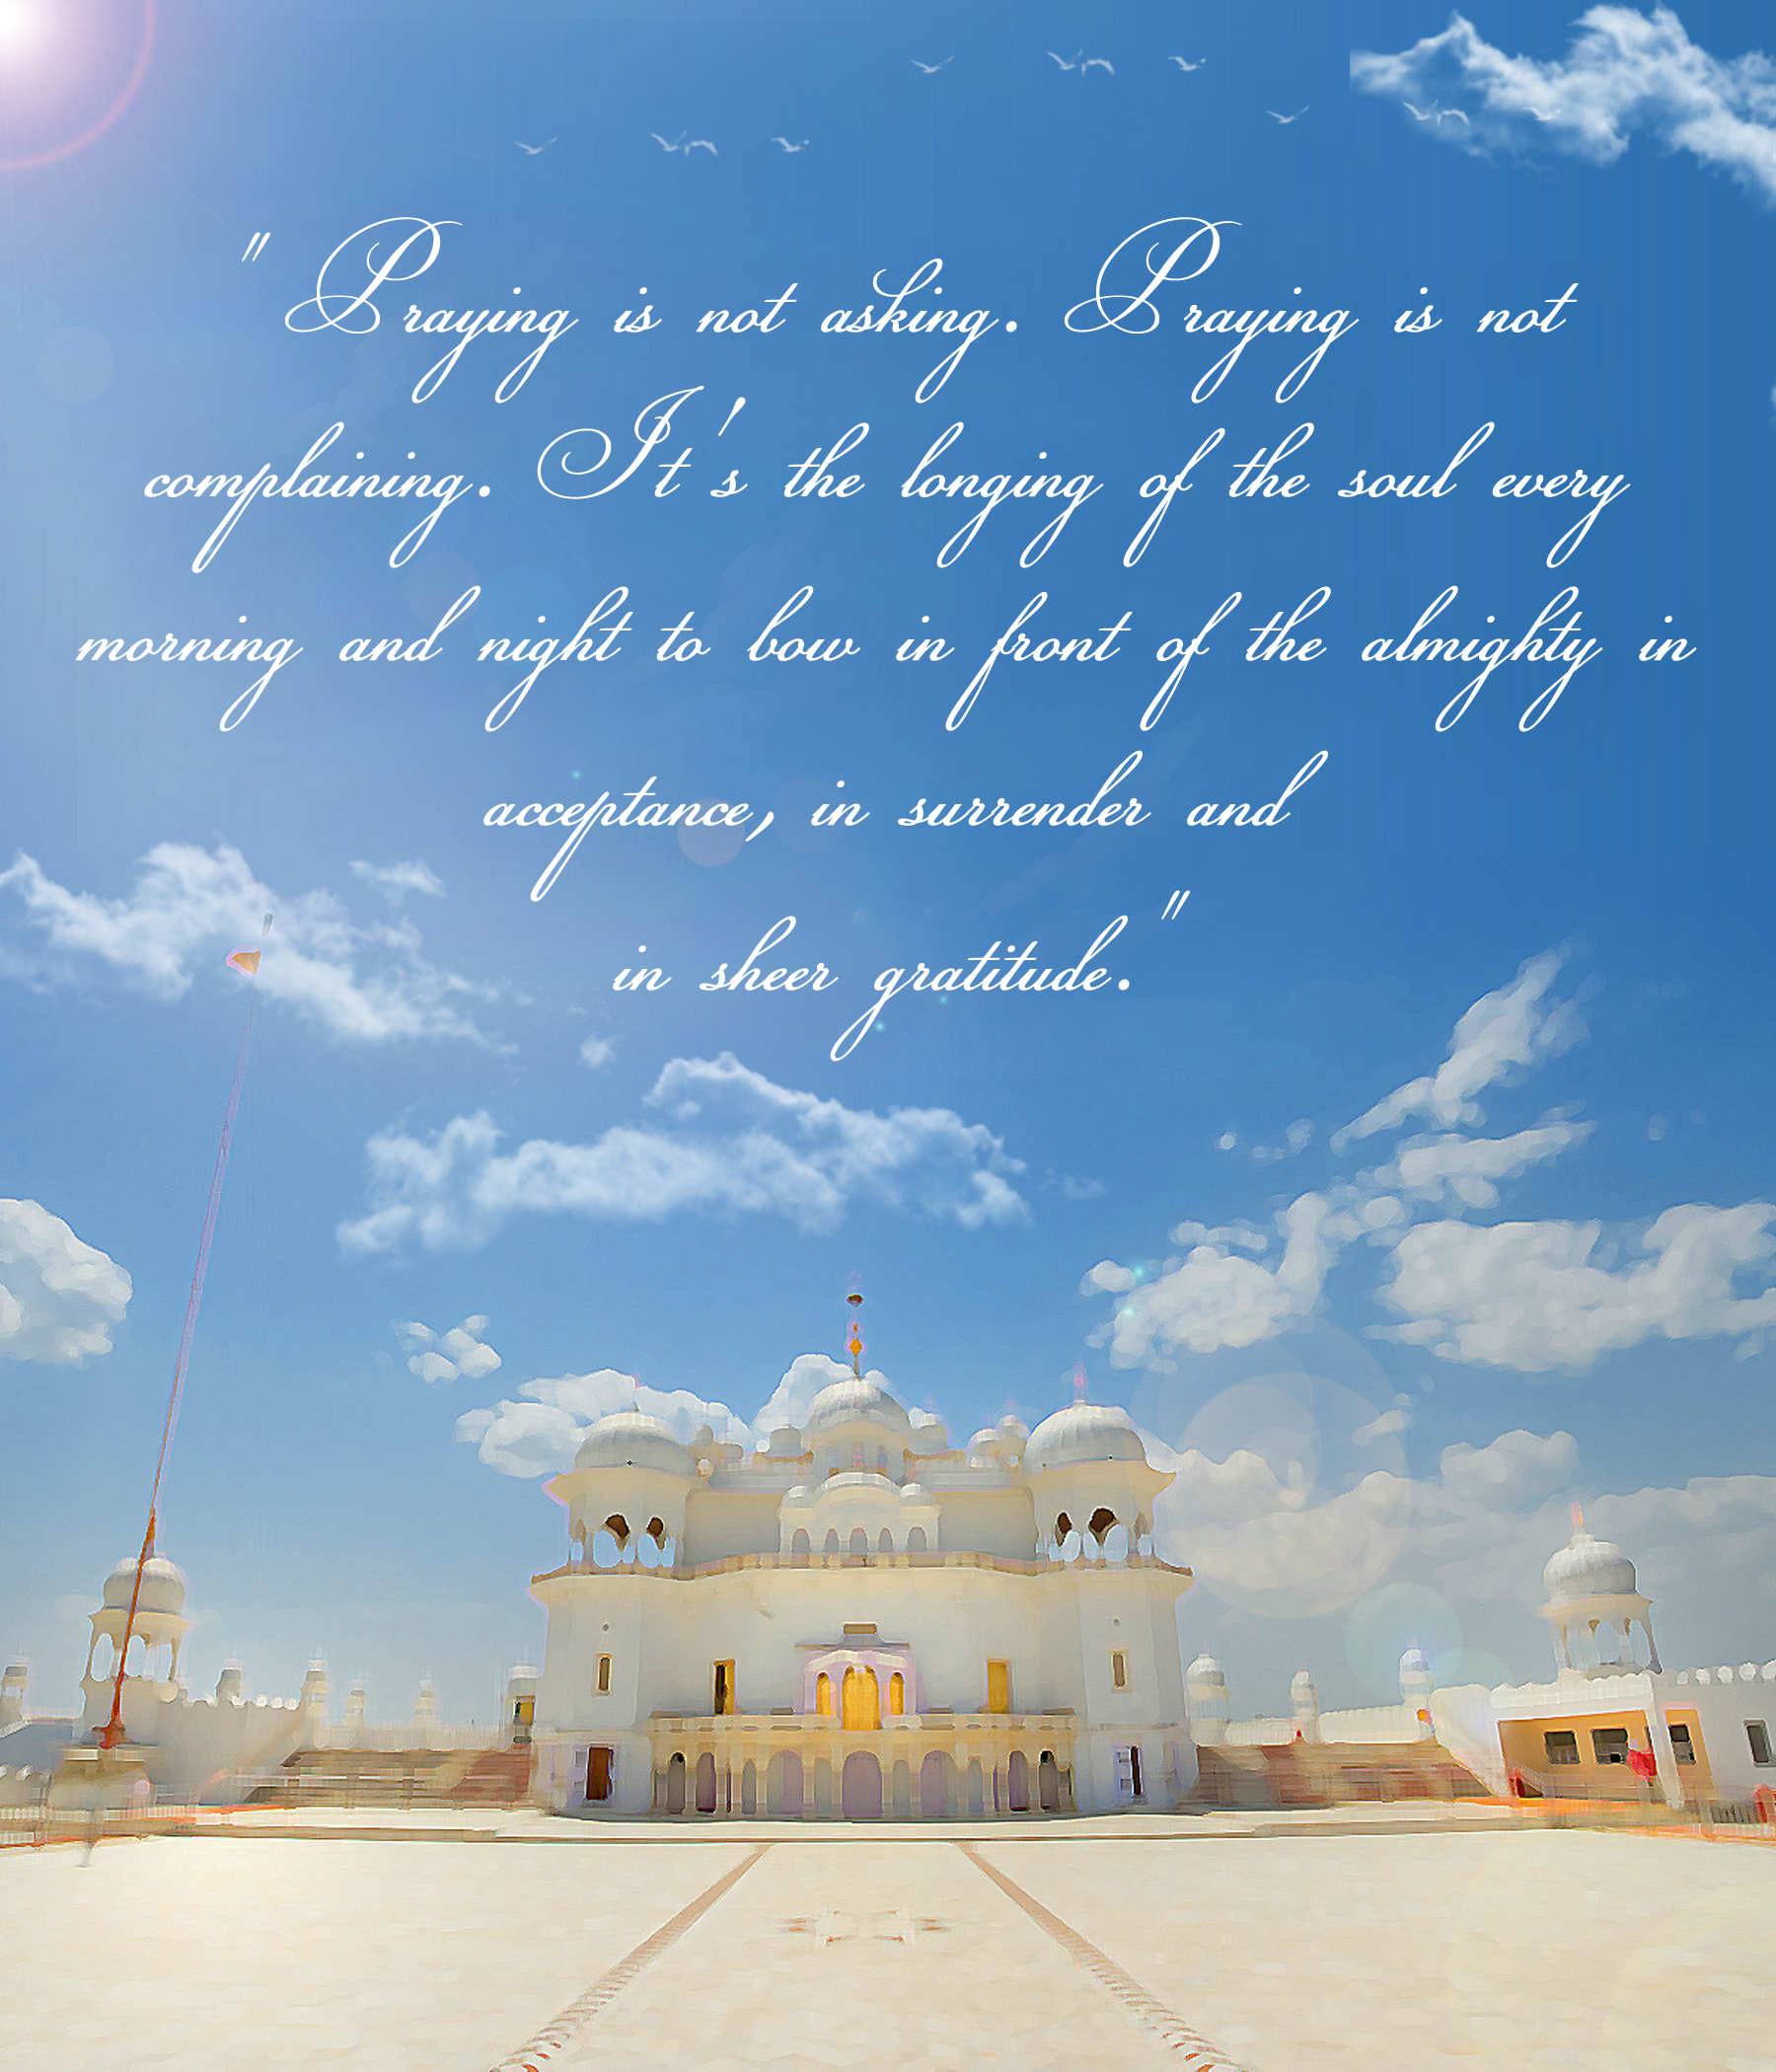 " Praying is not asking. Praying is not
complaining. It's the longing of the soul every
morning and night to bow in front of the almighty in
acceptance, in surrender and
in sheer gratitude."